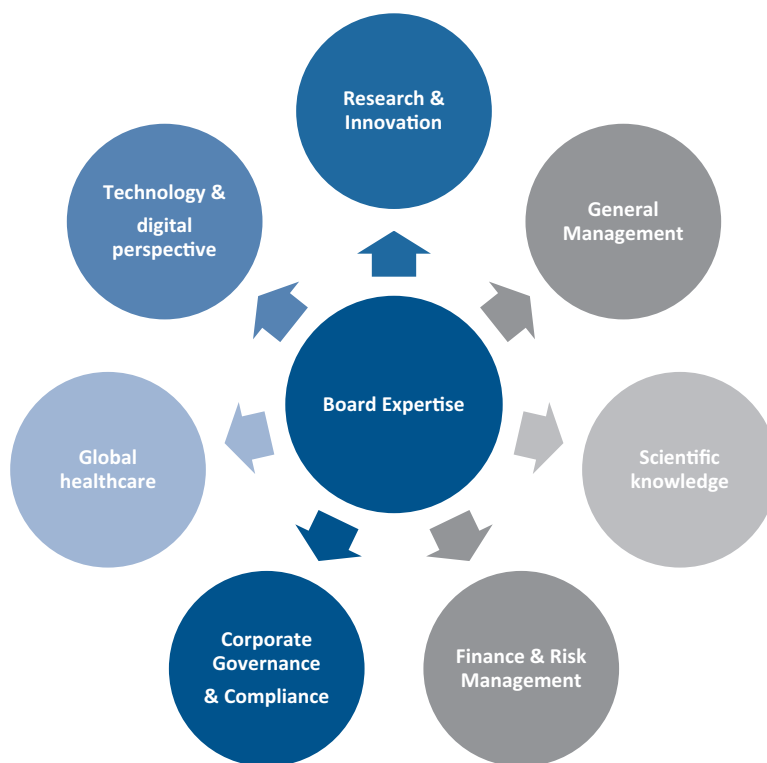 Research &
Innovation
Technology &
digital
perspective
General
Management
Board Expertise
Global
healthcare
Scientific
knowledge
Corporate
Governance
& Compliance
Finance & Risk
Management